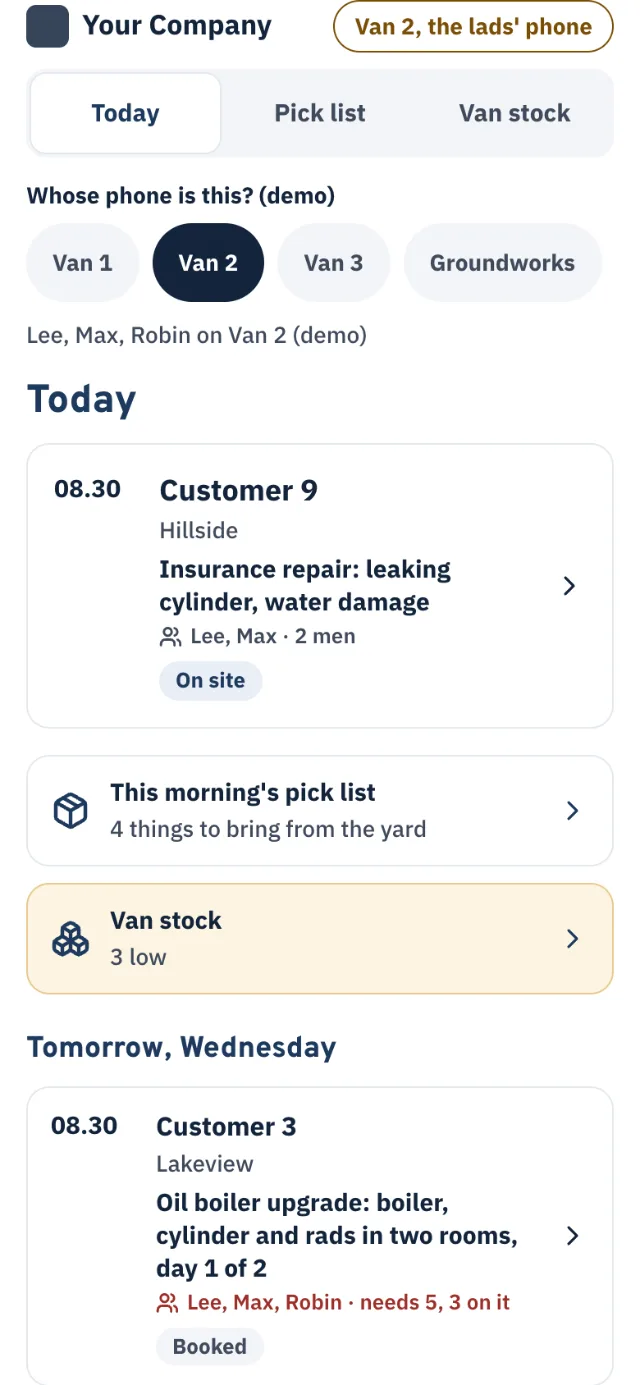 Your Company
Van 2, the lads' phone
Today
Pick list
Van stock
Whose phone is this? (demo)
Van 1
Van 2
Van 3
Groundworks
Lee, Max, Robin on Van 2 (demo)
Today
08.30
Customer 9
Hillside
Insurance repair: leaking
cylinder, water damage
Lee, Max · 2 men
On site
This morning's pick list
4 things to bring from the yard
Van stock
3 low
Tomorrow, Wednesday
08.30
Customer 3
Lakeview
Oil boiler upgrade: boiler,
cylinder and rads in two rooms,
day 1 of 2
Lee, Max, Robin · needs 5, 3 on it
Booked